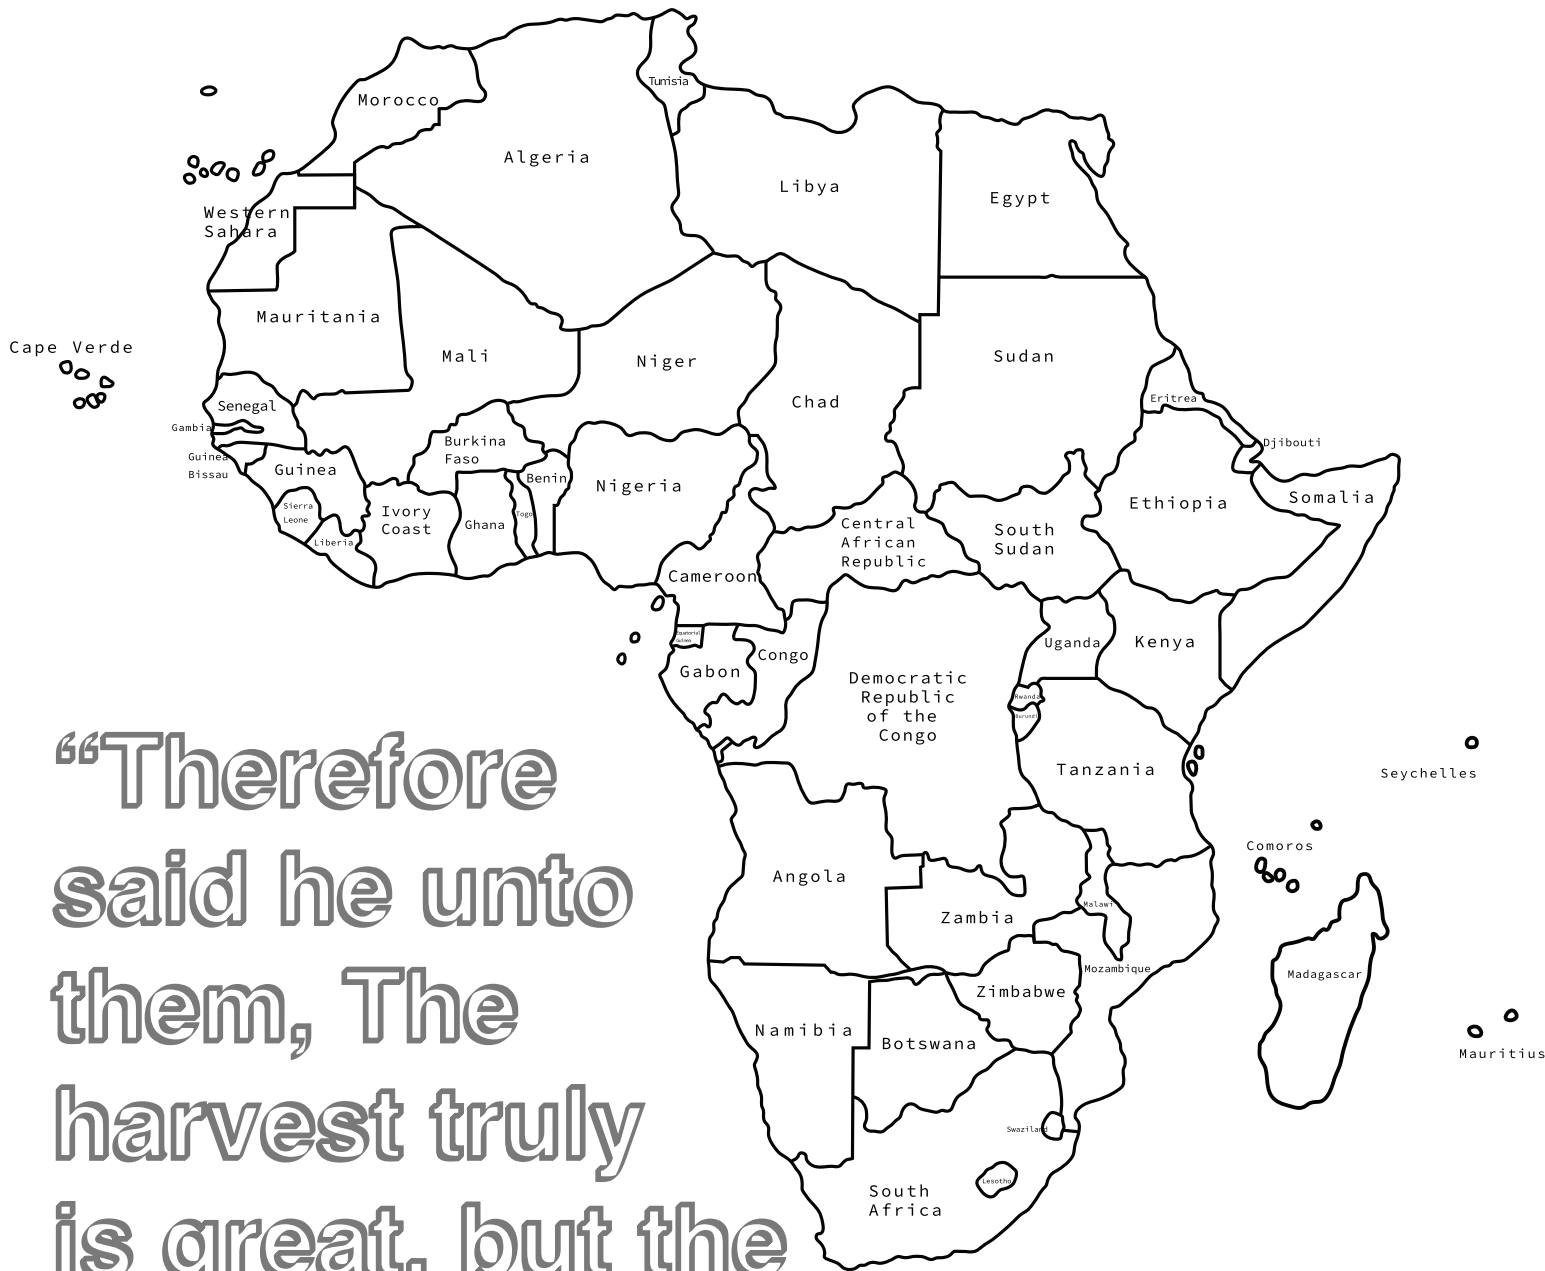 Tunisia
Morocco
Algeria
Libya
Egypt
Western
Sahara
Mauritania
Cape Verde
Mali
Niger
Sudan
Chad
Eritrea
Senegal
Gambia
Djibouti
Burkina
Faso
Guinea
Bissau
Guinea
Benin
Nigeria
Somalia
Ethiopia
Sierra
Leone
Ivory
Coast
Togo
Ghana
Central
African
Republic
South
Sudan
Liberia
Cameroon
Equatorial
Guinea
Uganda
Kenya
Congo
Gabon
Democratic
Republic
of the
Congo
Rwanda
Burundi
Tanzania
Seychelles
Comoros
Angola
Malawi
Zambia
Mozambique
Madagascar
Zimbabwe
Namibia
Botswana
Mauritius
Swaziland
Lesotho
South
Africa
“Therefore
said he unto
them, The
harvest truly
is great, but the